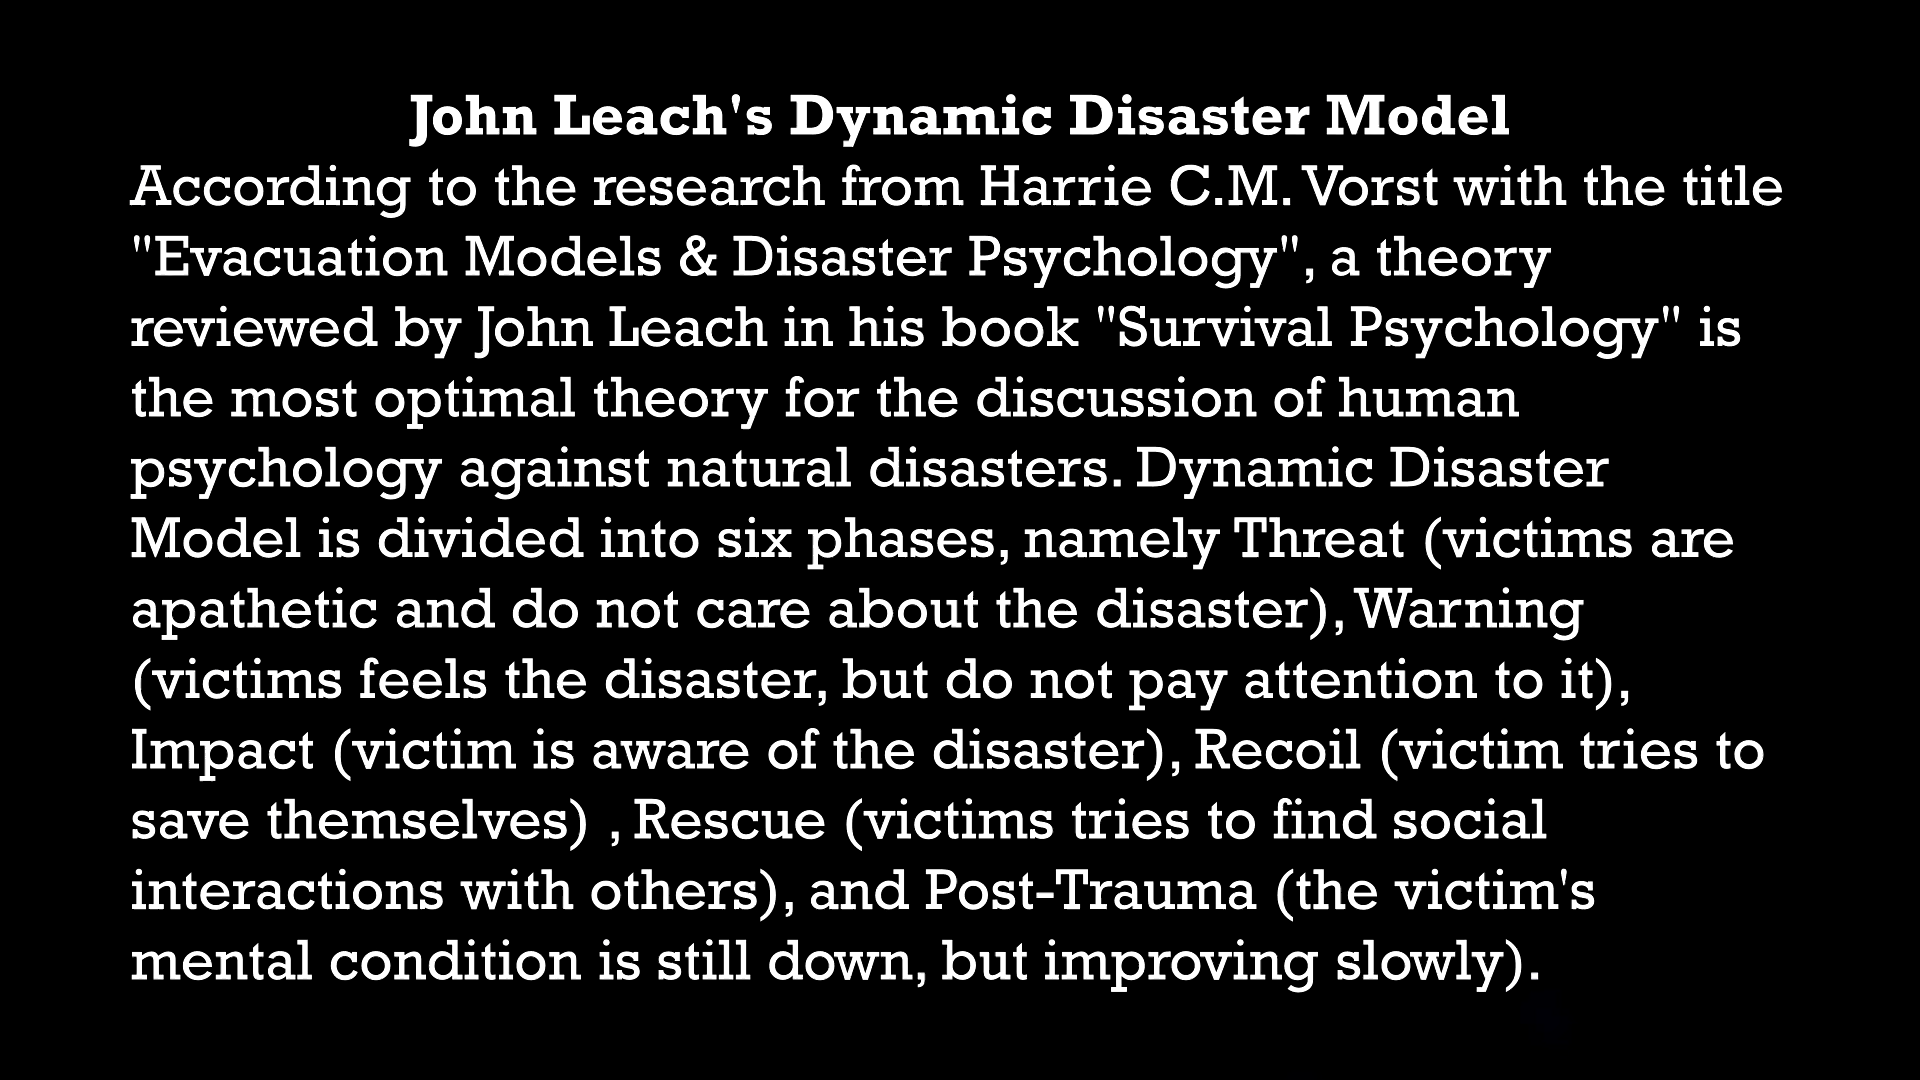 John Leach's Dynamic Disaster Model
According to the research from Harrie C.M. Vorst with the title
"Evacuation Models & Disaster Psychology", a theory
reviewed by John Leach in his book "Survival Psychology" is
the most optimal theory for the discussion of human
psychology against natural disasters. Dynamic Disaster
Model is divided into six phases, namely Threat (victims are
apathetic and do not care about the disaster), Warning
(victims feels the disaster, but do not pay attention to it),
Impact (victim is aware of the disaster), Recoil (victim tries to
save themselves) , Rescue (victims tries to find social
interactions with others), and Post-Trauma (the victim's
mental condition is still down, but improving slowly).